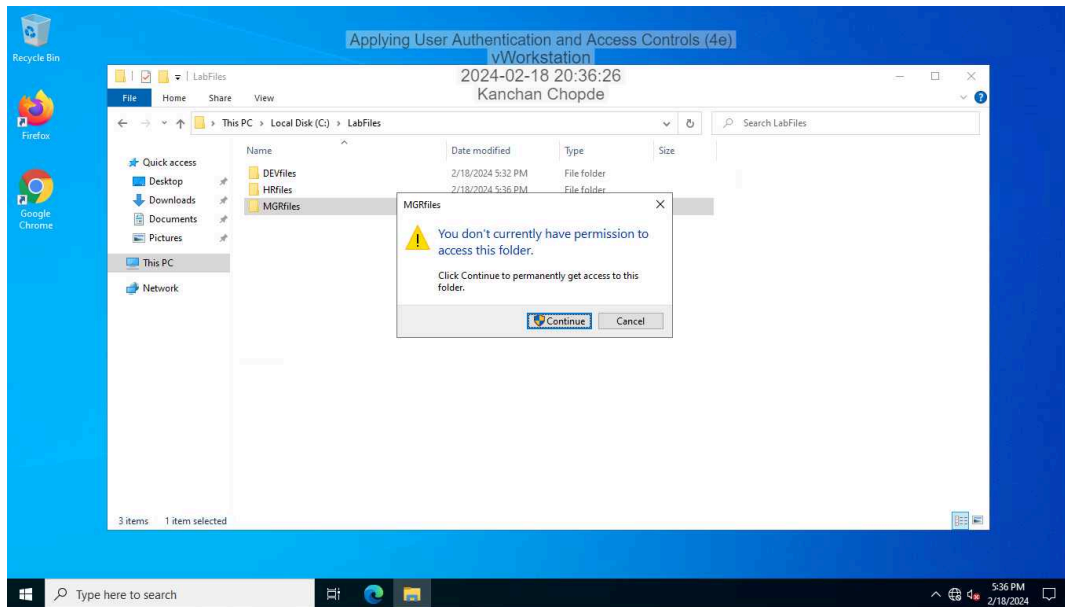 Recycle Bin
Applying User Authentication and Access Controls (4e)
vWorkstation
2024-02-18 20:36:26
Kanchan Chopde
LabFiles
File Home Share View
This PC > Local Disk (C:) > LabFiles
Search LabFiles
Firefox
Google
Chrome
Quick access
Desktop
Downloads
Documents
Pictures
This PC
Network
Name Date modified Type Size
DEVfiles 2/18/2024 5:32 PM File folder
HRfiles 2/18/2024 5:36 PM File folder
MGRfiles
MGRfiles
You don't currently have permission to
access this folder.
Click Continue to permanently get access to this
folder.
Continue Cancel
3 items 1 item selected
Type here to search
5:36 PM
2/18/2024